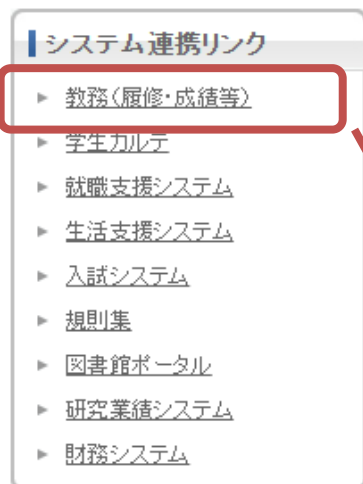 システム連携リンク
教務(履修・成績等)
学生カルテ
就職支援システム
生活支援システム
入試システム
規則集
図書館ポータル
研究業績システム
財務システム